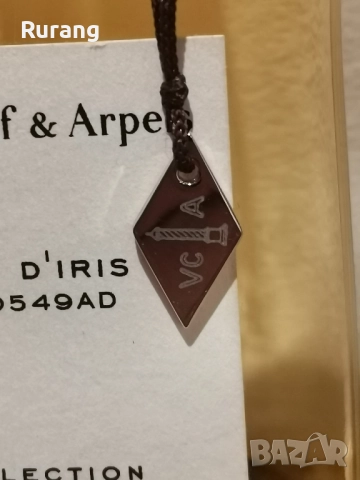 Rurang
f & Arpe
VC A
D'IRIS
0549AD
LECTION
BAZAR